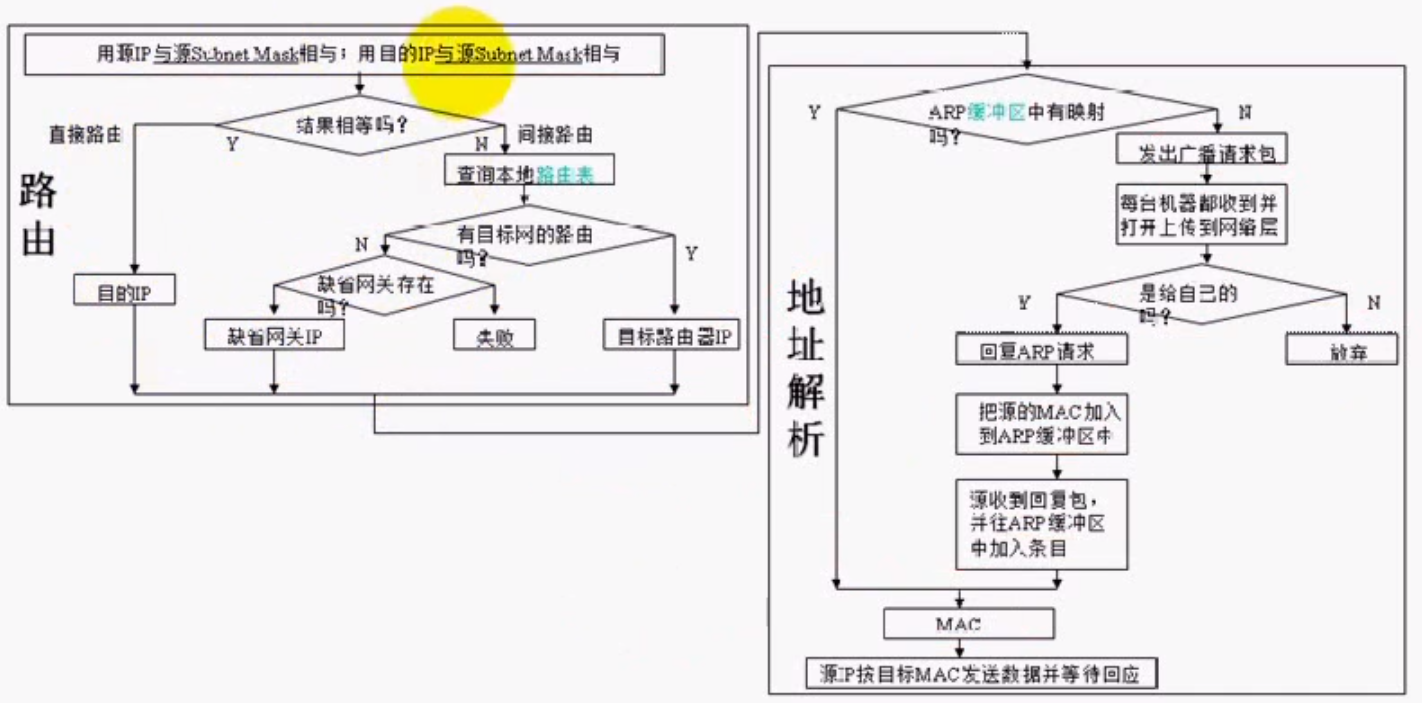 用源IP与源Subnet Mask相与；用目的IP与源Subnet Mask相与
结果相等吗？
直接路由
Y
N
间接路由
查询本地路由表
路
由
有目标网的路由
吗？
N
Y
缺省网关存在
吗？
目的IP
缺省网关IP
失败
目标路由器IP
地
址
解
析
Y
ARP缓冲区中有映射
吗？
N
发出广播请求包
每台机器都收到并
打开上传到网络层
是给自己的
吗？
Y
N
回复ARP请求
放弃
把源的MAC加入
到ARP缓冲区中
源收到回复包，
并往ARP缓冲区
中加入条目
MAC
源IP按目标MAC发送数据并等待回应